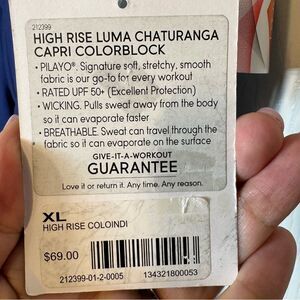 212399
HIGH RISE LUMA CHATURANGA
CAPRI COLORBLOCK
• PILAYO®. Signature soft, stretchy, smooth
fabric is our go-to for every workout
• RATED UPF 50+ (Excellent Protection)
• WICKING. Pulls sweat away from the body
so it can evaporate faster
• BREATHABLE. Sweat can travel through the
fabric so it can evaporate on the surface
GIVE-IT-A-WORKOUT
GUARANTEE
Love it or return it. Any time. Any reason.
XL
HIGH RISE COLOINDI
$69.00
212399-01-2-0005 134321800053